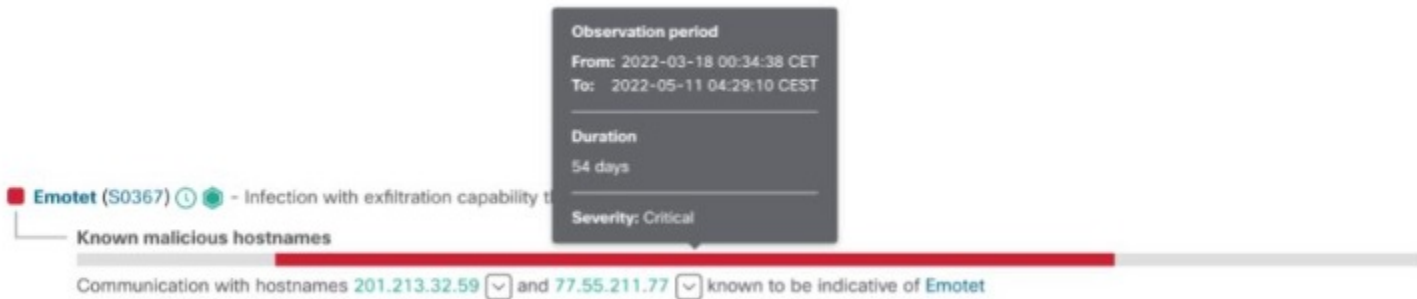 Observation period
From: 2022-03-18 00:34:38 CET
To: 2022-05-11 04:29:10 CEST
Duration
54 days
Severity: Critical
Emotet (S0367) - Infection with exfiltration capability t
Known malicious hostnames
Communication with hostnames 201.213.32.59 and 77.55.211.77 known to be indicative of Emotet